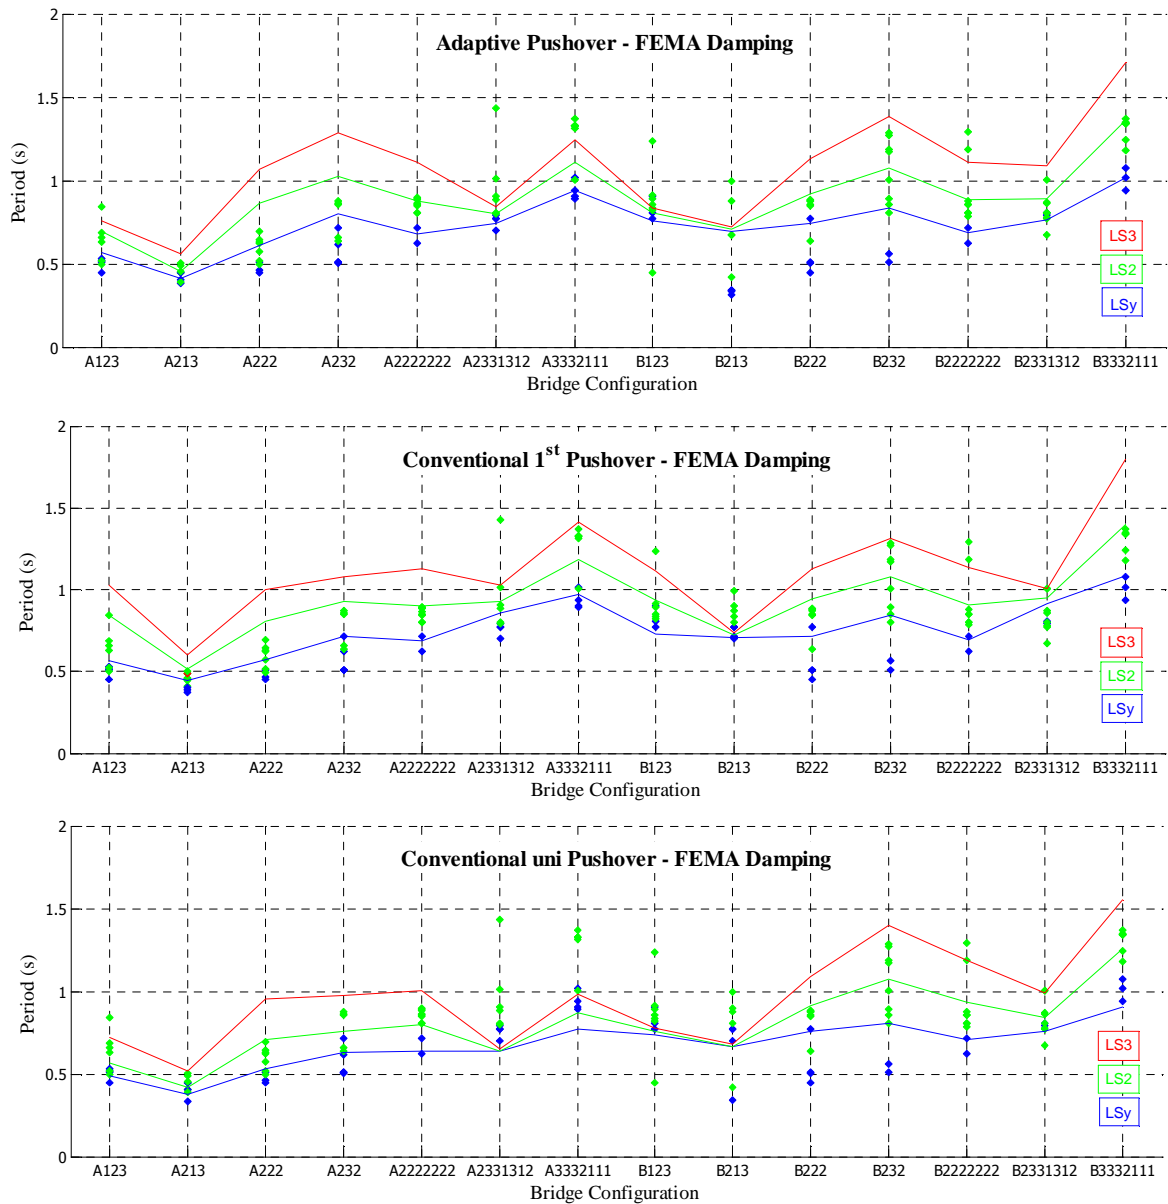 Adaptive Pushover - FEMA Damping
2
1.5
1
0.5
0
Period (s)
LS3
LS2
LSy
A123 A213 A222 A232 A2222222 A2331312 A3332111 B123 B213 B222 B232 B2222222 B2331312 B3332111
Bridge Configuration
Conventional 1st Pushover - FEMA Damping
2
1.5
1
0.5
0
Period (s)
LS3
LS2
LSy
A123 A213 A222 A232 A2222222 A2331312 A3332111 B123 B213 B222 B232 B2222222 B2331312 B3332111
Bridge Configuration
Conventional uni Pushover - FEMA Damping
2
1.5
1
0.5
0
Period (s)
LS3
LS2
LSy
A123 A213 A222 A232 A2222222 A2331312 A3332111 B123 B213 B222 B232 B2222222 B2331312 B3332111
Bridge Configuration